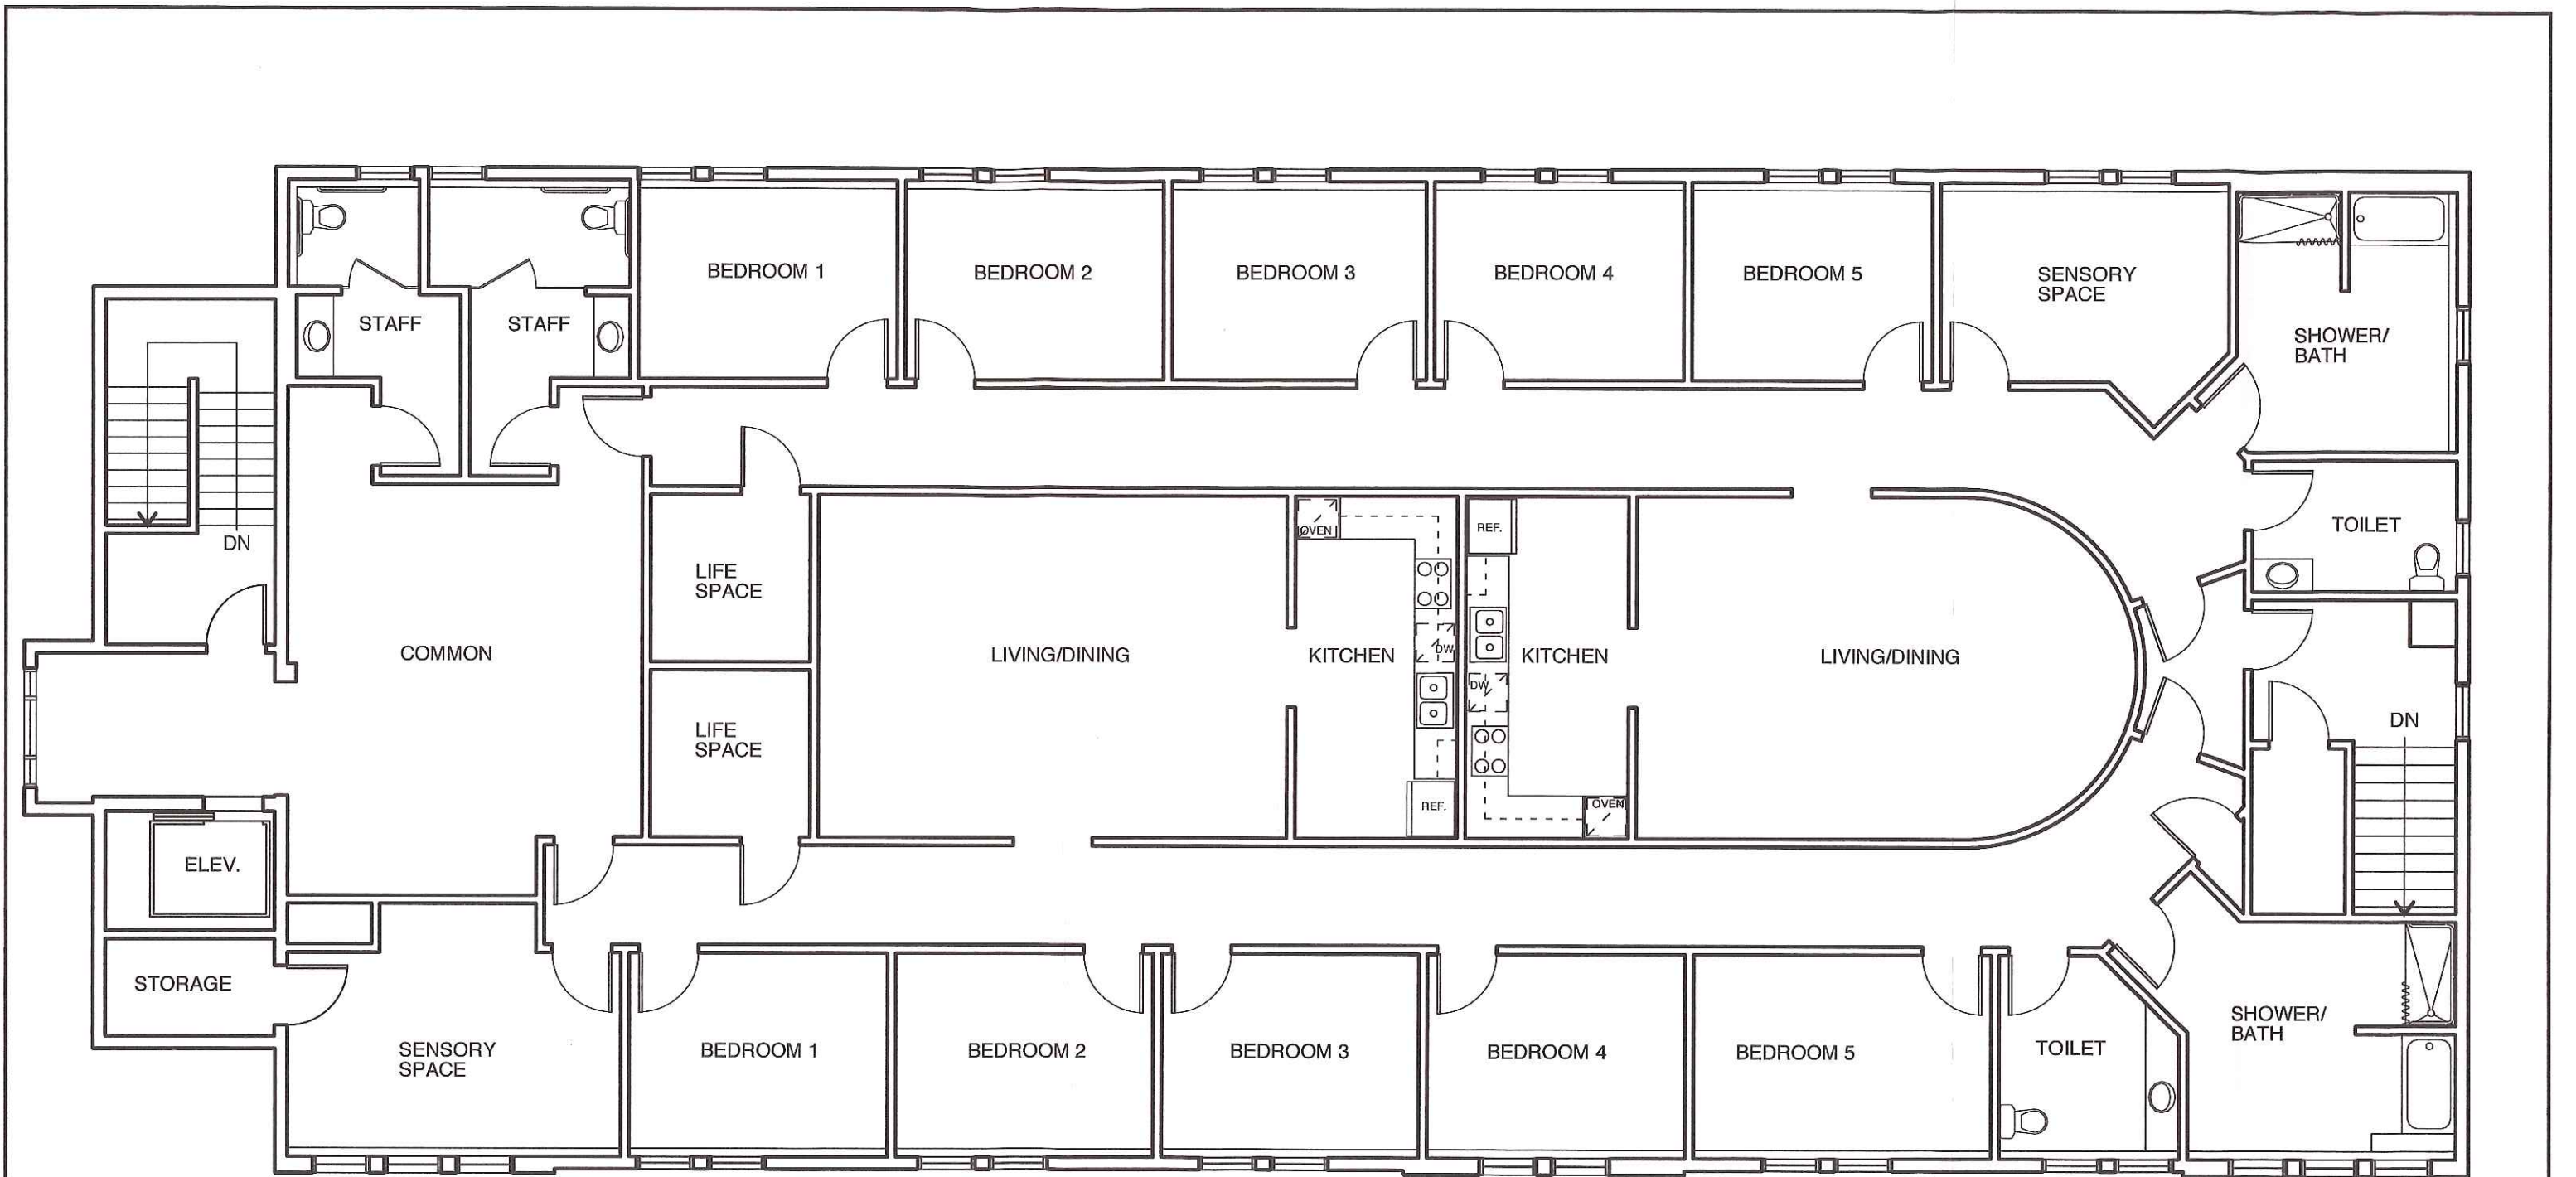 BEDROOM 1
BEDROOM 2
BEDROOM 3
BEDROOM 4
BEDROOM 5
SENSORY
SPACE
STAFF
STAFF
SHOWER/
BATH
DN
LIFE
SPACE
OVEN
REF.
TOILET
COMMON
LIVING/DINING
KITCHEN
DW
KITCHEN
DW
LIVING/DINING
LIFE
SPACE
DN
REF.
OVEN
ELEV.
STORAGE
SENSORY
SPACE
BEDROOM 1
BEDROOM 2
BEDROOM 3
BEDROOM 4
BEDROOM 5
TOILET
SHOWER/
BATH